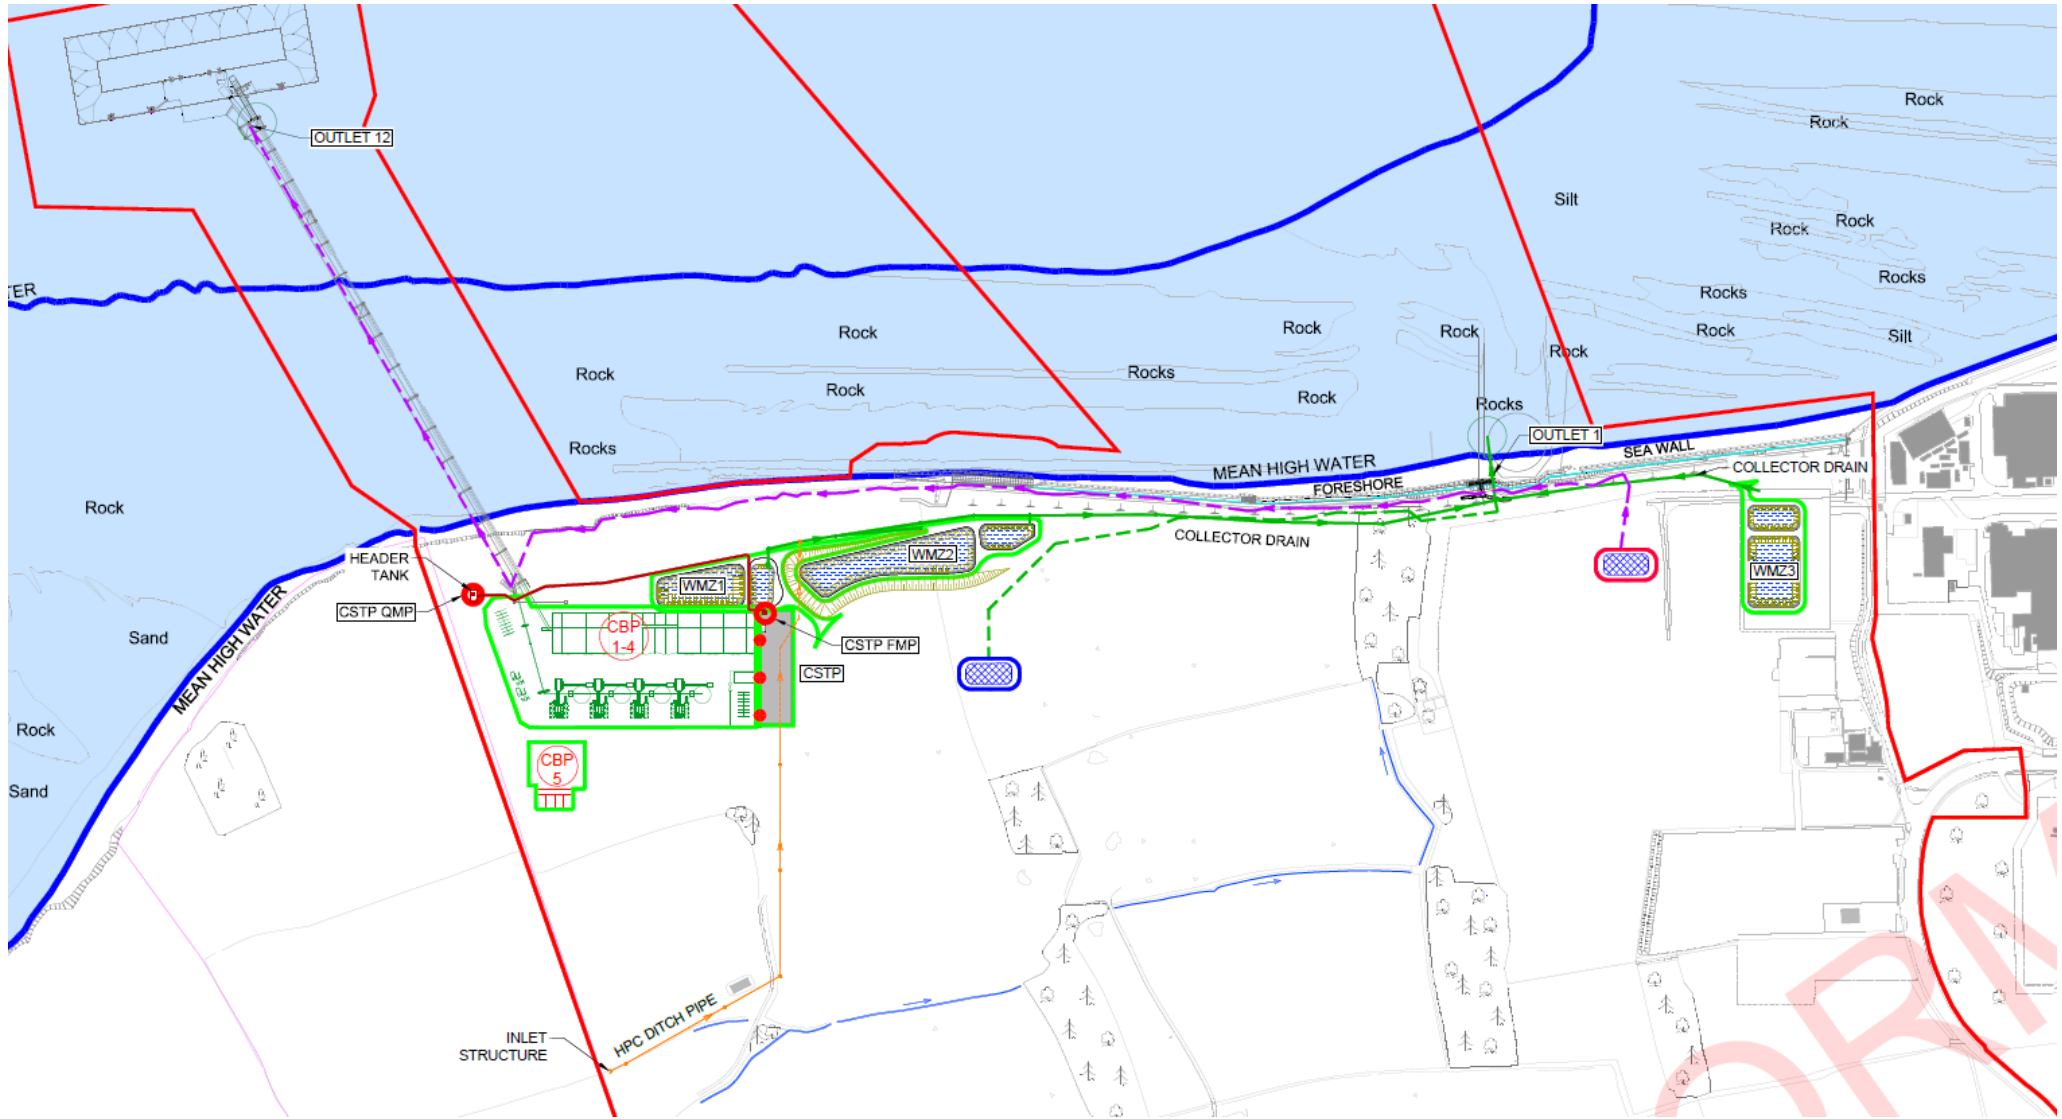 Rock
Rock
OUTLET 12
Silt
Rock
Rock
Rocks
TER
Rocks
Rock
Rock
Rock
Rock
Silt
Rock
Rock
Rocks
Rock
Rock
Rocks
Rocks
OUTLET 1
SEA WALL
MEAN HIGH WATER
COLLECTOR DRAIN
FORESHORE
Rock
COLLECTOR DRAIN
HEADER
TANK
WMZ2
WMZ1
WMZ3
CSTP QMP
CBP
1-4
CSTP FMP
Sand
MEAN HIGH WATER
CSTP
Rock
CBP
5
Sand
HPC DITCH PIPE
INLET
STRUCTURE
ORM